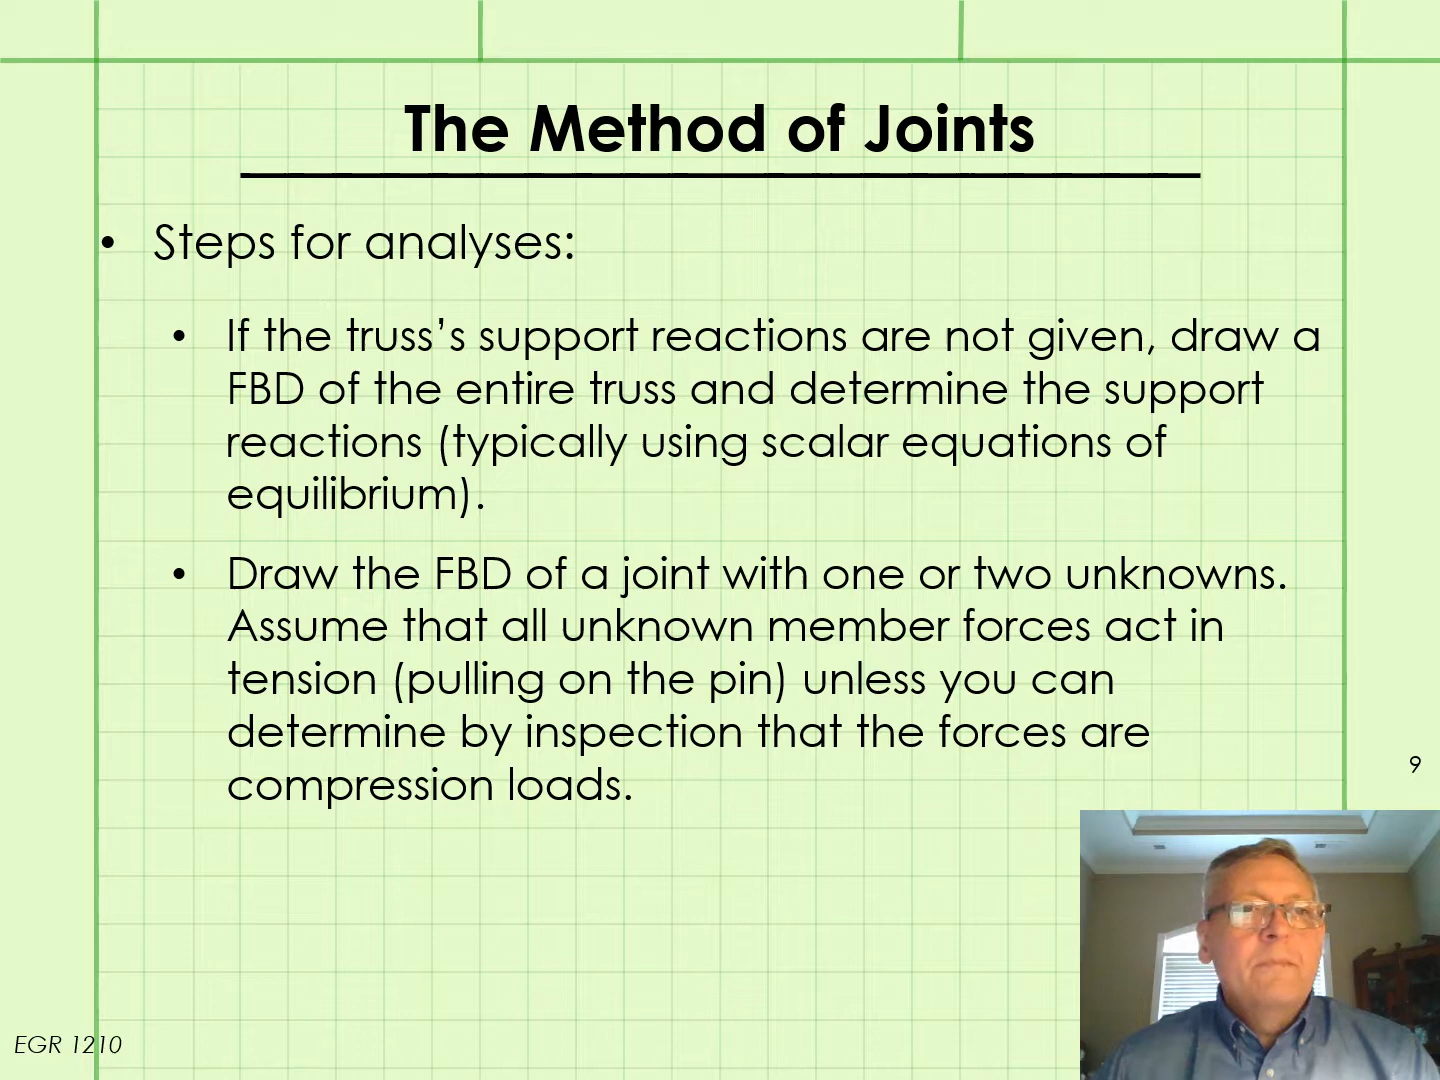 The Method of Joints
• Steps for analyses:
• If the truss’s support reactions are not given, draw a
FBD of the entire truss and determine the support
reactions (typically using scalar equations of
equilibrium).
• Draw the FBD of a joint with one or two unknowns.
Assume that all unknown member forces act in
tension (pulling on the pin) unless you can
determine by inspection that the forces are
compression loads.
9
EGR 1210